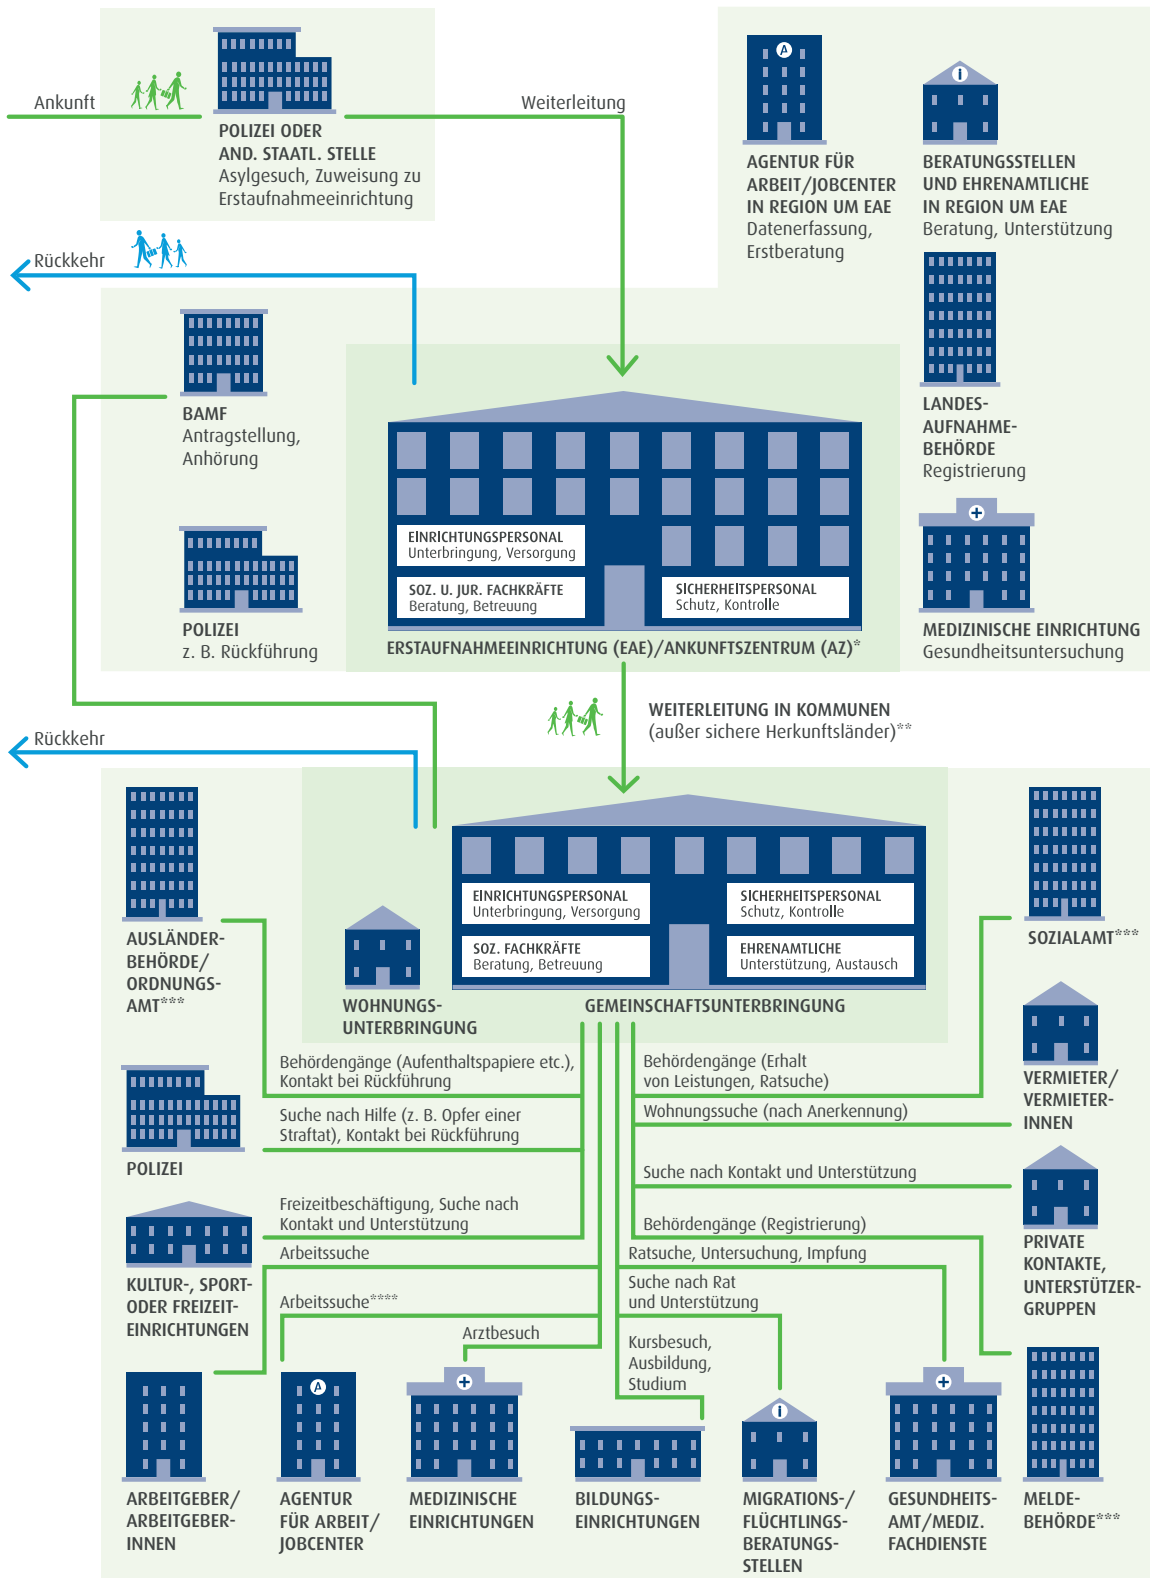 Ankunft
POLIZEI ODER
AND. STAATL. STELLE
Asylgesuch, Zuweisung zu
Erstaufnahmeeinrichtung
Weiterleitung
A
AGENTUR FÜR
ARBEIT/JOBCENTER
IN REGION UM EAE
Datenerfassung,
Erstberatung
i
BERATUNGSSTELLEN
UND EHRENAMTLICHE
IN REGION UM EAE
Beratung, Unterstützung
Rückkehr
BAMF
Antragstellung,
Anhörung
LANDES-
AUFNAHME-
BEHÖRDE
Registrierung
POLIZEI
z. B. Rückführung
EINRICHTUNGSPERSONAL
Unterbringung, Versorgung
SOZ. U. JUR. FACHKRÄFTE
Beratung, Betreuung
SICHERHEITSPERSONAL
Schutz, Kontrolle
ERSTAUFNAHMEEINRICHTUNG (EAE)/ANKUNFTSZENTRUM (AZ)*
MEDIZINISCHE EINRICHTUNG
Gesundheitsuntersuchung
WEITERLEITUNG IN KOMMUNEN
(außer sichere Herkunftsländer)**
Rückkehr
AUSLÄNDER-
BEHÖRDE/
ORDNUNGS-
AMT***
WOHNUNGS-
UNTERBRINGUNG
EINRICHTUNGSPERSONAL
Unterbringung, Versorgung
SOZ. FACHKRÄFTE
Beratung, Betreuung
SICHERHEITSPERSONAL
Schutz, Kontrolle
EHRENAMTLICHE
Unterstützung, Austausch
GEMEINSCHAFTSUNTERBRINGUNG
SOZIALAMT***
Behördengänge (Aufenthaltspapiere etc.),
Kontakt bei Rückführung
Behördengänge (Erhalt
von Leistungen, Ratsuche)
VERMIETER/
VERMIETER-
INNEN
Suche nach Hilfe (z. B. Opfer einer
Straftat), Kontakt bei Rückführung
Wohnungssuche (nach Anerkennung)
POLIZEI
Suche nach Kontakt und Unterstützung
Freizeitbeschäftigung, Suche nach
Kontakt und Unterstützung
Behördengänge (Registrierung)
PRIVATE
KONTAKTE,
UNTERSTÜTZER-
GRUPPEN
KULTUR-, SPORT-
ODER FREIZEIT-
EINRICHTUNGEN
Arbeitssuche
Ratsuche, Untersuchung, Impfung
Arbeitssuche****
Suche nach Rat
und Unterstützung
Arztbesuch
Kursbesuch,
Ausbildung,
Studium
ARBEITGEBER/
ARBEITGEBER-
INNEN
A
AGENTUR
FÜR ARBEIT/
JOBCENTER
MEDIZINISCHE
EINRICHTUNGEN
BILDUNGS-
EINRICHTUNGEN
i
MIGRATIONS-/
FLÜCHTLINGS-
BERATUNGS-
STELLEN
GESUNDHEITS-
AMT/MEDIZ.
FACHDIENSTE
MELDE-
BEHÖRDE***